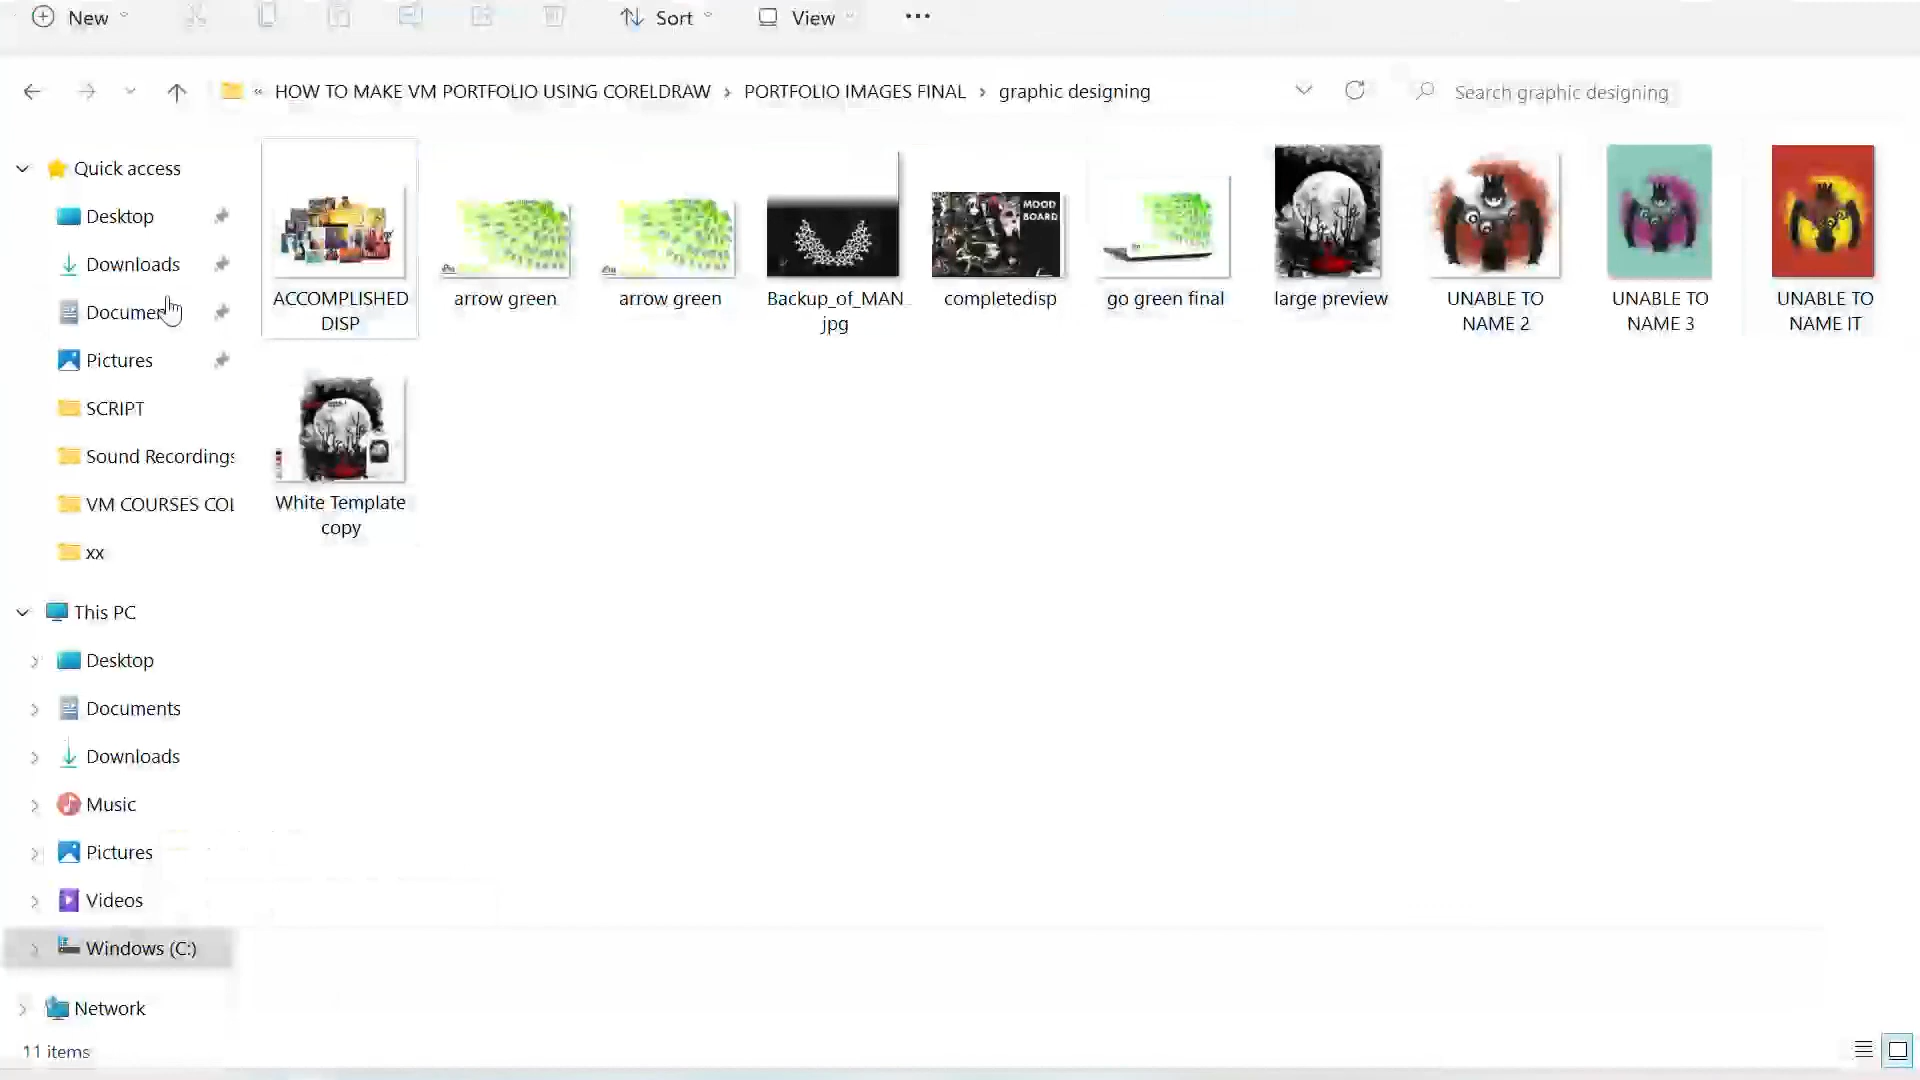 New
Sort
View
« HOW TO MAKE VM PORTFOLIO USING CORELDRAW › PORTFOLIO IMAGES FINAL › graphic designing
Search graphic designing
Quick access
Desktop
Downloads
Documen
Pictures
SCRIPT
Sound Recordings
VM COURSES COL
xx
This PC
Desktop
Documents
Downloads
Music
Pictures
Videos
Windows (C:)
Network
ACCOMPLISHED
DISP
arrow green
arrow green
Backup_of_MAN_
jpg
MOOD
BOARD
completedisp
go green final
large preview
UNABLE TO
NAME 2
UNABLE TO
NAME 3
UNABLE TO
NAME IT
White Template
copy
11 items